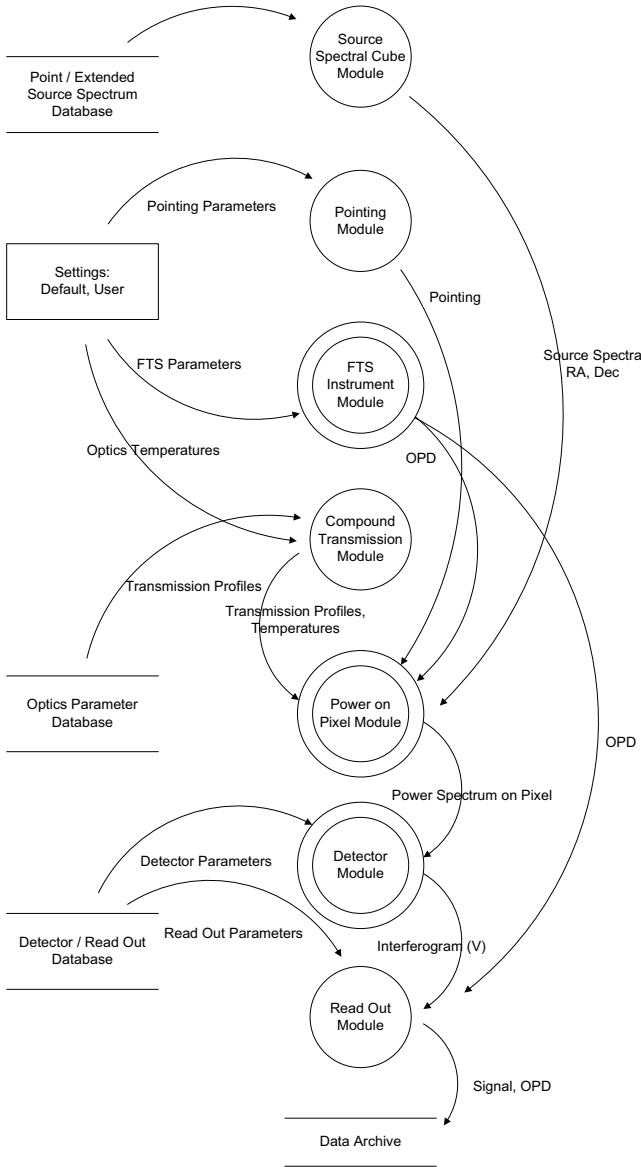 Source
Spectral Cube
Module
Point / Extended
Source Spectrum
Database
Pointing Parameters
Pointing
Module
Settings:
Default, User
Pointing
FTS Parameters
FTS
Instrument
Module
Source Spectra
RA, Dec
Optics Temperatures
OPD
Compound
Transmission
Module
Transmission Profiles
Transmission Profiles,
Temperatures
Optics Parameter
Database
Power on
Pixel Module
OPD
Power Spectrum on Pixel
Detector Parameters
Detector
Module
Read Out Parameters
Detector / Read Out
Database
Interferogram (V)
Read Out
Module
Signal, OPD
Data Archive